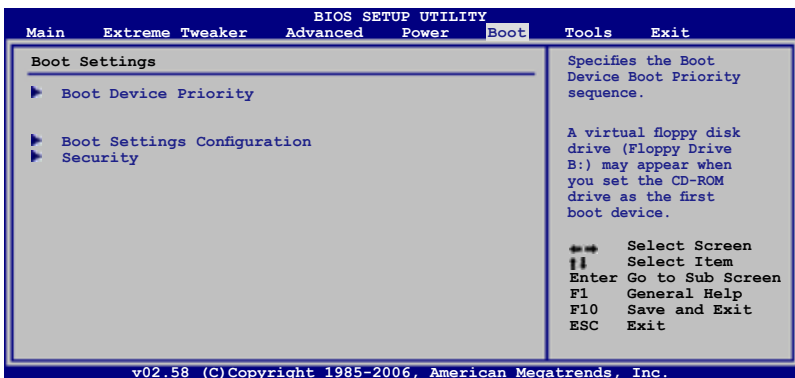 BIOS SETUP UTILITY
Main Extreme Tweaker Advanced Power Boot Tools Exit
Boot Settings
Boot Device Priority
Boot Settings Configuration
Security
Specifies the Boot
Device Boot Priority
sequence.
A virtual floppy disk
drive (Floppy Drive
B:) may appear when
you set the CD-ROM
drive as the first
boot device.
Select Screen
Select Item
Enter Go to Sub Screen
F1 General Help
F10 Save and Exit
ESC Exit
v02.58 (C)Copyright 1985-2006, American Megatrends, Inc.